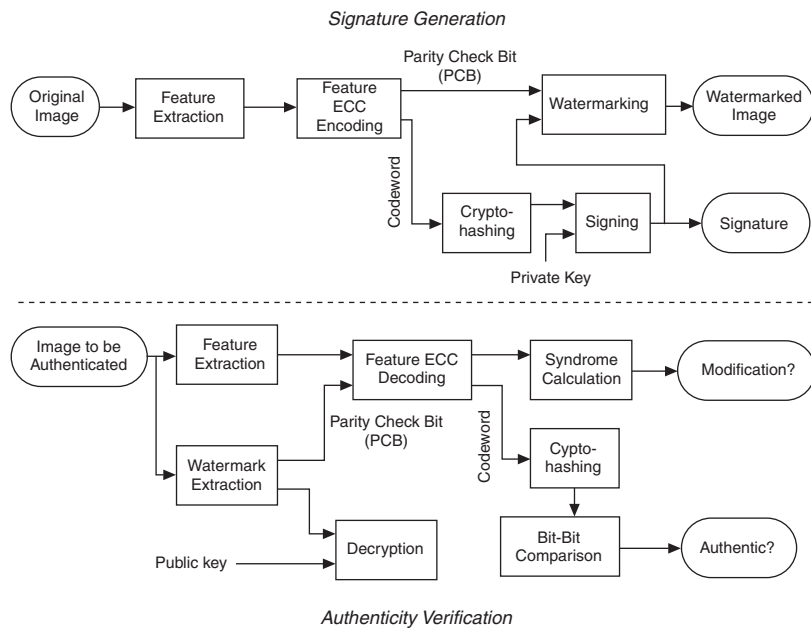 Signature Generation
Parity Check Bit
(PCB)
Original
Image
Feature
Extraction
Feature
ECC
Encoding
Watermarking
Watermarked
Image
Codeword
Crypto-
hashing
Signing
Signature
Private Key
Image to be
Authenticated
Feature
Extraction
Feature ECC
Decoding
Syndrome
Calculation
Modification?
Parity Check Bit
(PCB)
Codeword
Watermark
Extraction
Cypto-
hashing
Decryption
Bit-Bit
Comparison
Authentic?
Public key
Authenticity Verification